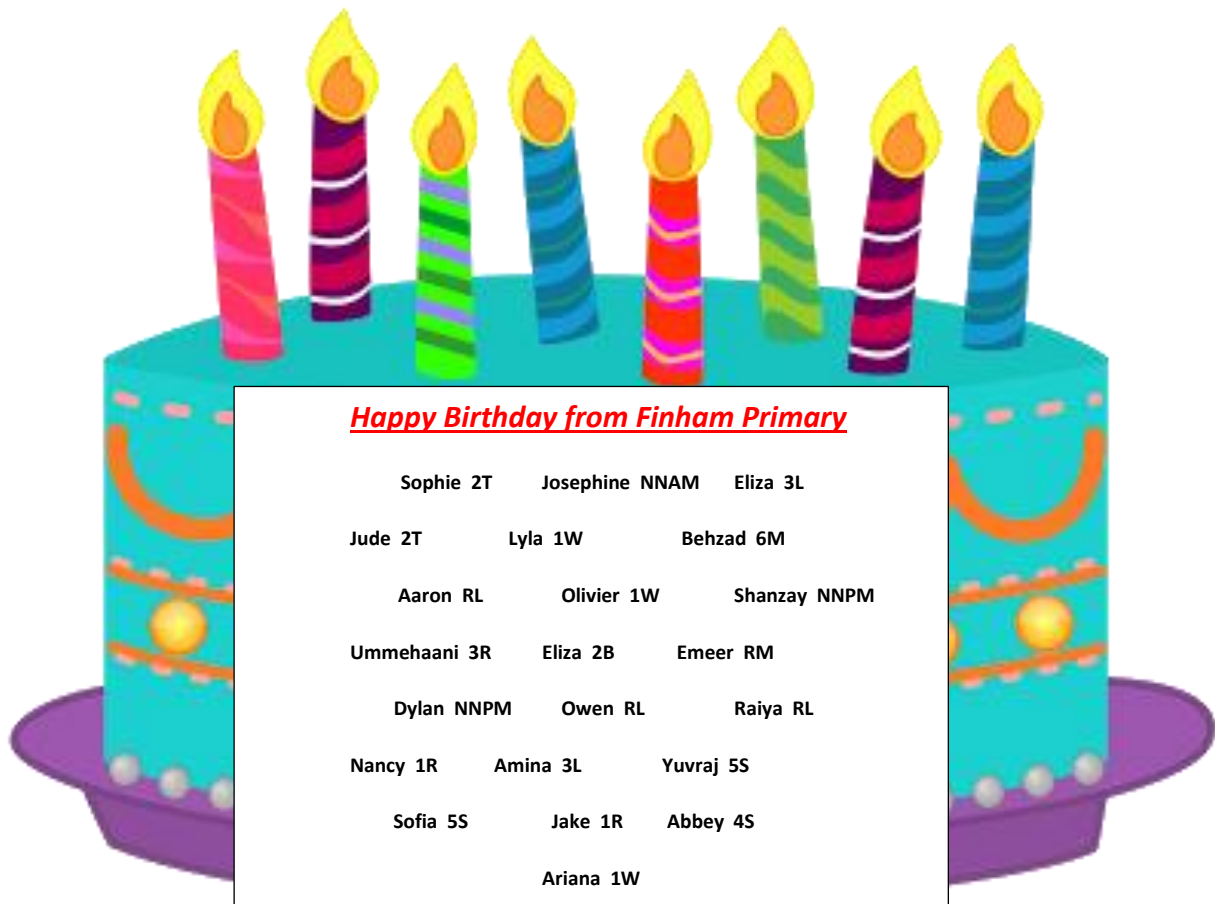 Happy Birthday from Finham Primary
Sophie 2T Josephine NNAM Eliza 3L
Jude 2T Lyla 1W Behzad 6M
Aaron RL Olivier 1W Shanzay NNPM
Ummehaani 3R Eliza 2B Emeer RM
Dylan NNPM Owen RL Raiya RL
Nancy 1R Amina 3L Yuvraj 5S
Sofia 5S Jake 1R Abbey 4S
Ariana 1W